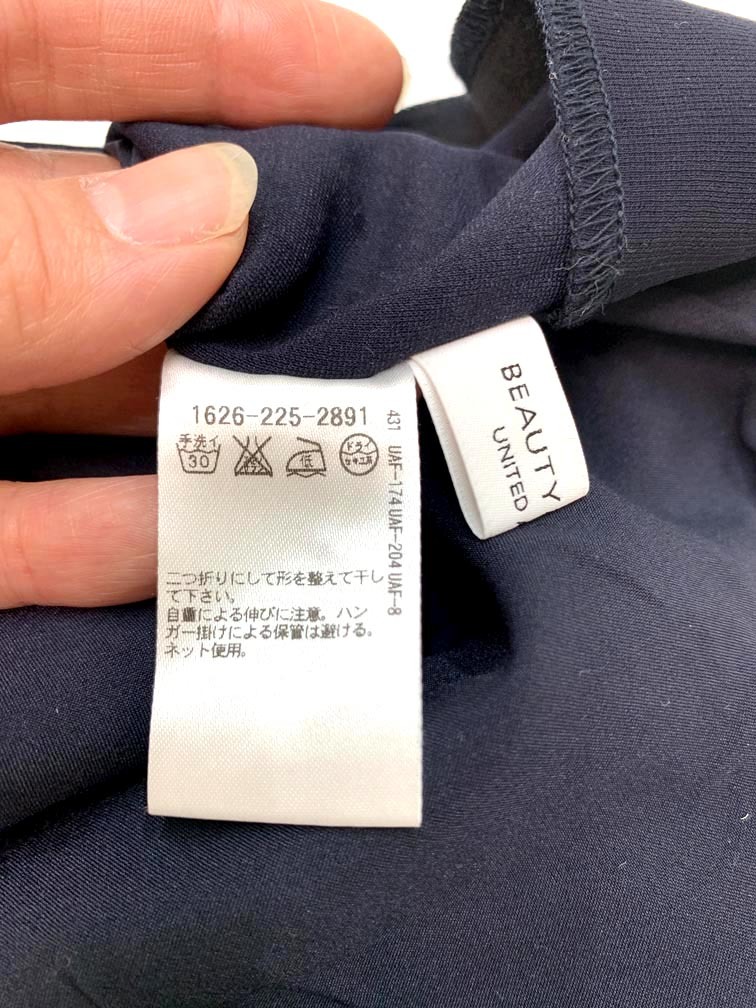 1626-225-2891
手洗イ
30
低
ドライ
431 UAF-174 UAF-204 UAF-8
二つ折りにして形を整えて干し
て下さい。
自重による伸びに注意。ハン
ガー掛けによる保管は避ける。
ネット使用。
BEAUTY
UNITED